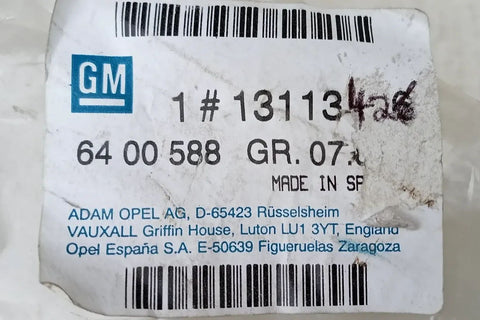 GM
1 # 13113426
64 00 588 GR. 07.
MADE IN SP
ADAM OPEL AG, D-65423 Rüsselsheim
VAUXALL Griffin House, Luton LU1 3YT, England
Opel España S.A. E-50639 Figueruelas Zaragoza